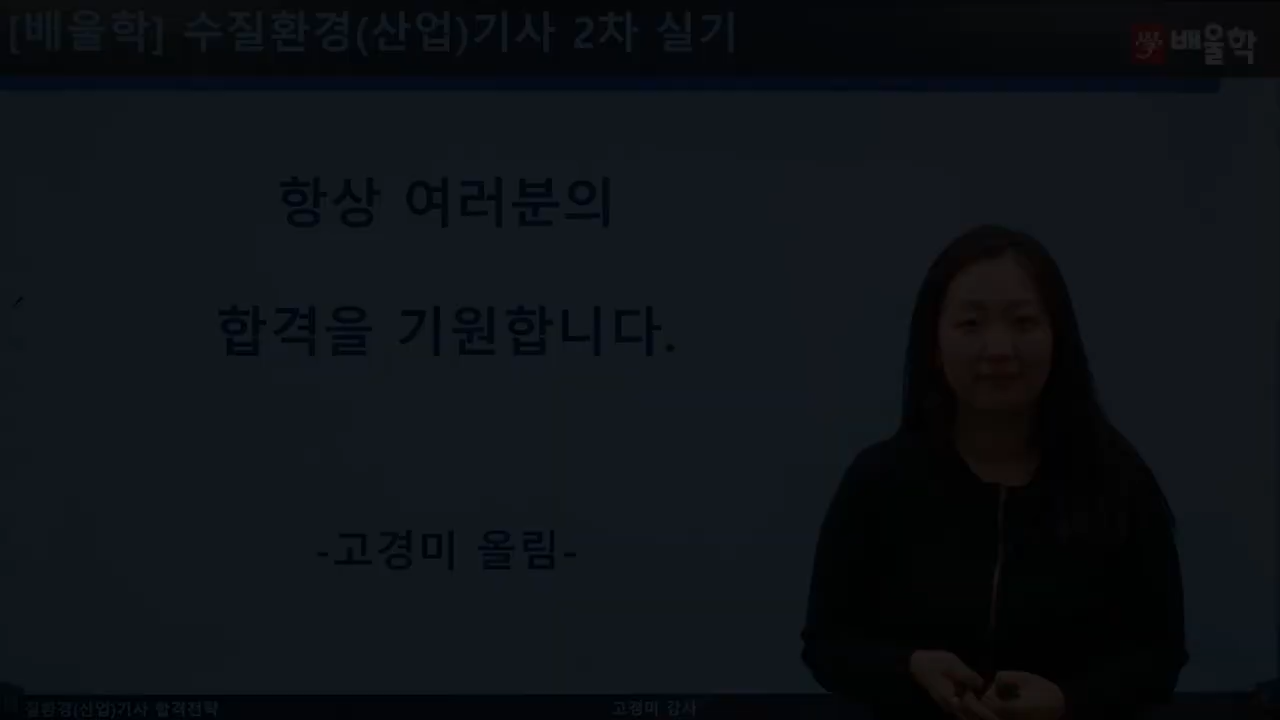 [배울학] 수질환경(산업)기사 2차 실기
배울학
항상 여러분의
합격을 기원합니다.
-고경미 올림-
질환경(산업)기사 합격전략
고경미 강사